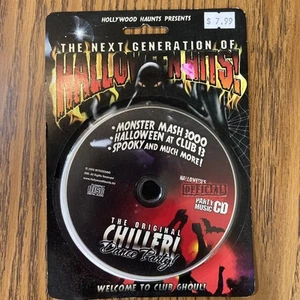 HOLLYWOOD HAUNTS PRESENTS
$ 7.99
THE NEXT GENERATION OF
HALLOWEEN HITS!
• MONSTER MASH 3000
• HALLOWEEN AT CLUB 13
• SPOOKY AND MUCH MORE!
HALLOWEEN'S
OFFICIAL
PARTY
MUSIC CD
THE ORIGINAL
CHILLER!
Dance Party!
WELCOME TO CLUB GHOUL!